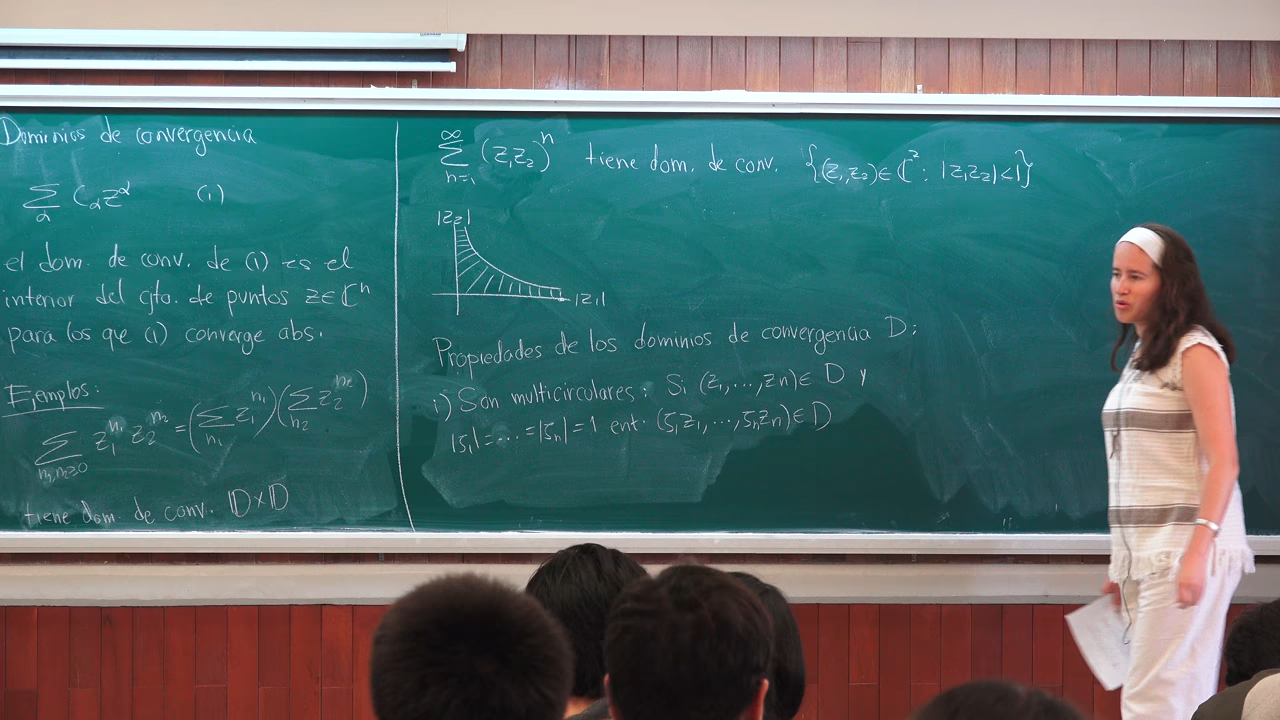 Dominios de convergencia
∑_α C_α z^α (1)
el dom. de conv. de (1) es el
interior del cjto. de puntos z∈ℂⁿ
para los que (1) converge abs.
Ejemplos:
∑_{n₁,n₂≥0} z₁^{n₁} z₂^{n₂} = (∑_{n₁} z₁^{n₁})(∑_{n₂} z₂^{n₂})
tiene dom. de conv. 𝔻×𝔻
∑_{n=1}^∞ (z₁z₂)ⁿ tiene dom. de conv. {(z₁,z₂)∈ℂ²: |z₁z₂|<1}
|z₂|
|z₁|
Propiedades de los dominios de convergencia D:
i) Son multicirculares: Si (z₁,...,zn)∈ D y
|ζ₁|=...=|ζn|=1 ent. (ζ₁z₁,...,ζnzn)∈D